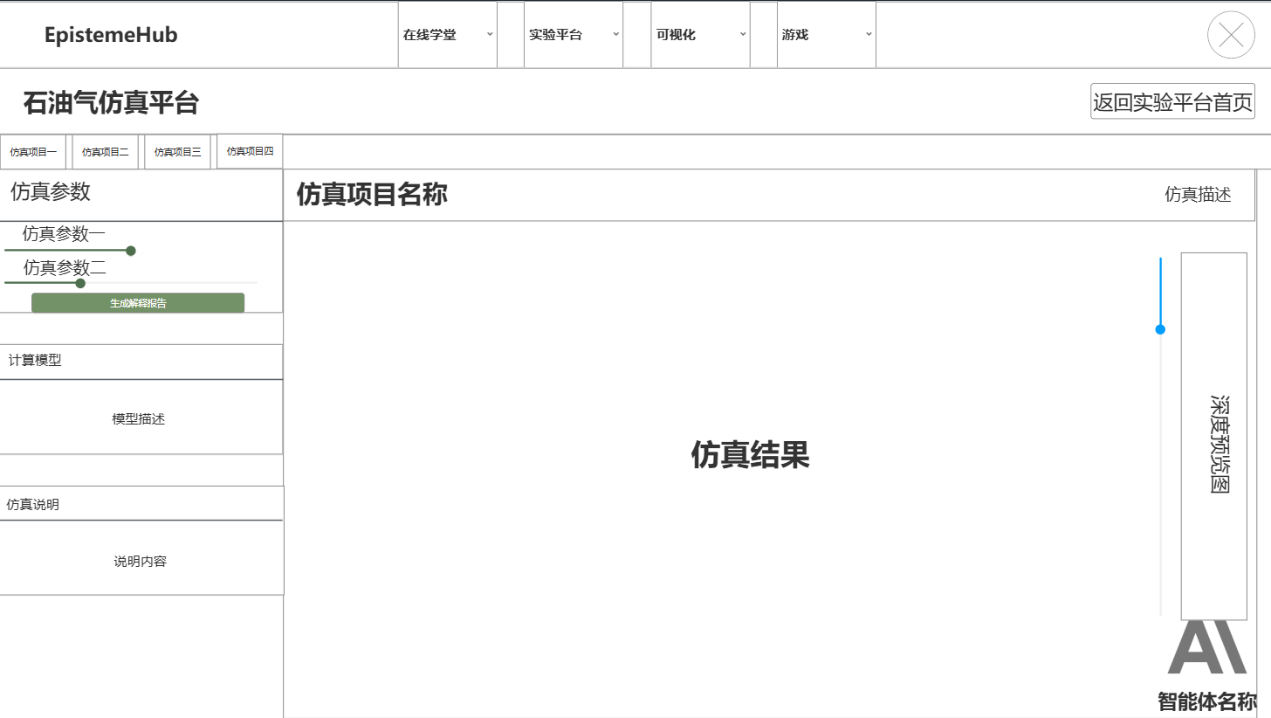 EpistemeHub
在线学堂
实验平台
可视化
游戏
石油气仿真平台
返回实验平台首页
仿真项目一
仿真项目二
仿真项目三
仿真项目四
仿真参数
仿真项目名称
仿真描述
仿真参数一
仿真参数二
生成解释报告
计算模型
模型描述
仿真说明
说明内容
仿真结果
深度预览图
AI
智能体名称